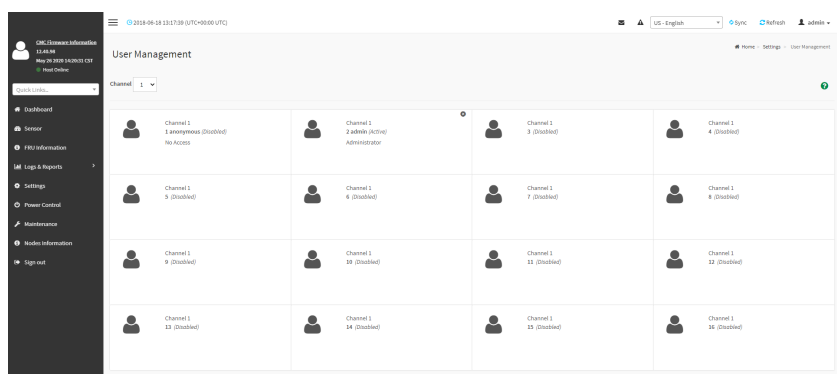 2018-06-18 13:17:39 (UTC+00:00 UTC)
US - English
Sync
Refresh
admin
CMC Firmware Information
12.40.98
May 26 2020 14:20:31 CST
Host Online
Quick Links...
Dashboard
Sensor
FRU Information
Logs & Reports
Settings
Power Control
Maintenance
Nodes Information
Sign out
User Management
Home
Settings
User Management
Channel 1
Channel 1
1 anonymous (Disabled)
No Access
Channel 1
2 admin (Active)
Administrator
Channel 1
3 (Disabled)
Channel 1
4 (Disabled)
Channel 1
5 (Disabled)
Channel 1
6 (Disabled)
Channel 1
7 (Disabled)
Channel 1
8 (Disabled)
Channel 1
9 (Disabled)
Channel 1
10 (Disabled)
Channel 1
11 (Disabled)
Channel 1
12 (Disabled)
Channel 1
13 (Disabled)
Channel 1
14 (Disabled)
Channel 1
15 (Disabled)
Channel 1
16 (Disabled)